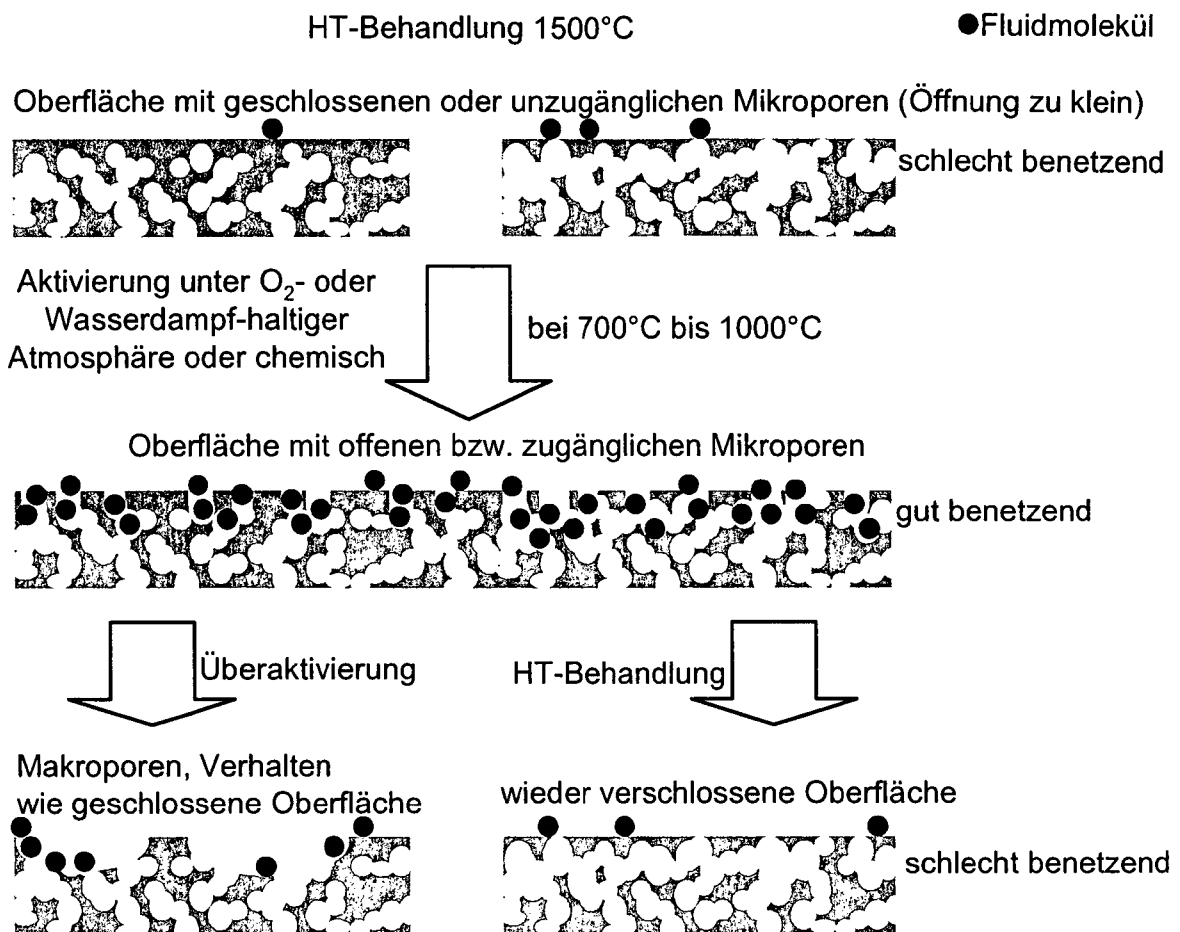 HT-Behandlung 1500°C
●Fluidmolekül
Oberfläche mit geschlossenen oder unzugänglichen Mikroporen (Öffnung zu klein)
schlecht benetzend
Aktivierung unter O₂- oder
Wasserdampf-haltiger
Atmosphäre oder chemisch
bei 700°C bis 1000°C
Oberfläche mit offenen bzw. zugänglichen Mikroporen
gut benetzend
Überaktivierung
HT-Behandlung
Makroporen, Verhalten
wie geschlossene Oberfläche
wieder verschlossene Oberfläche
schlecht benetzend